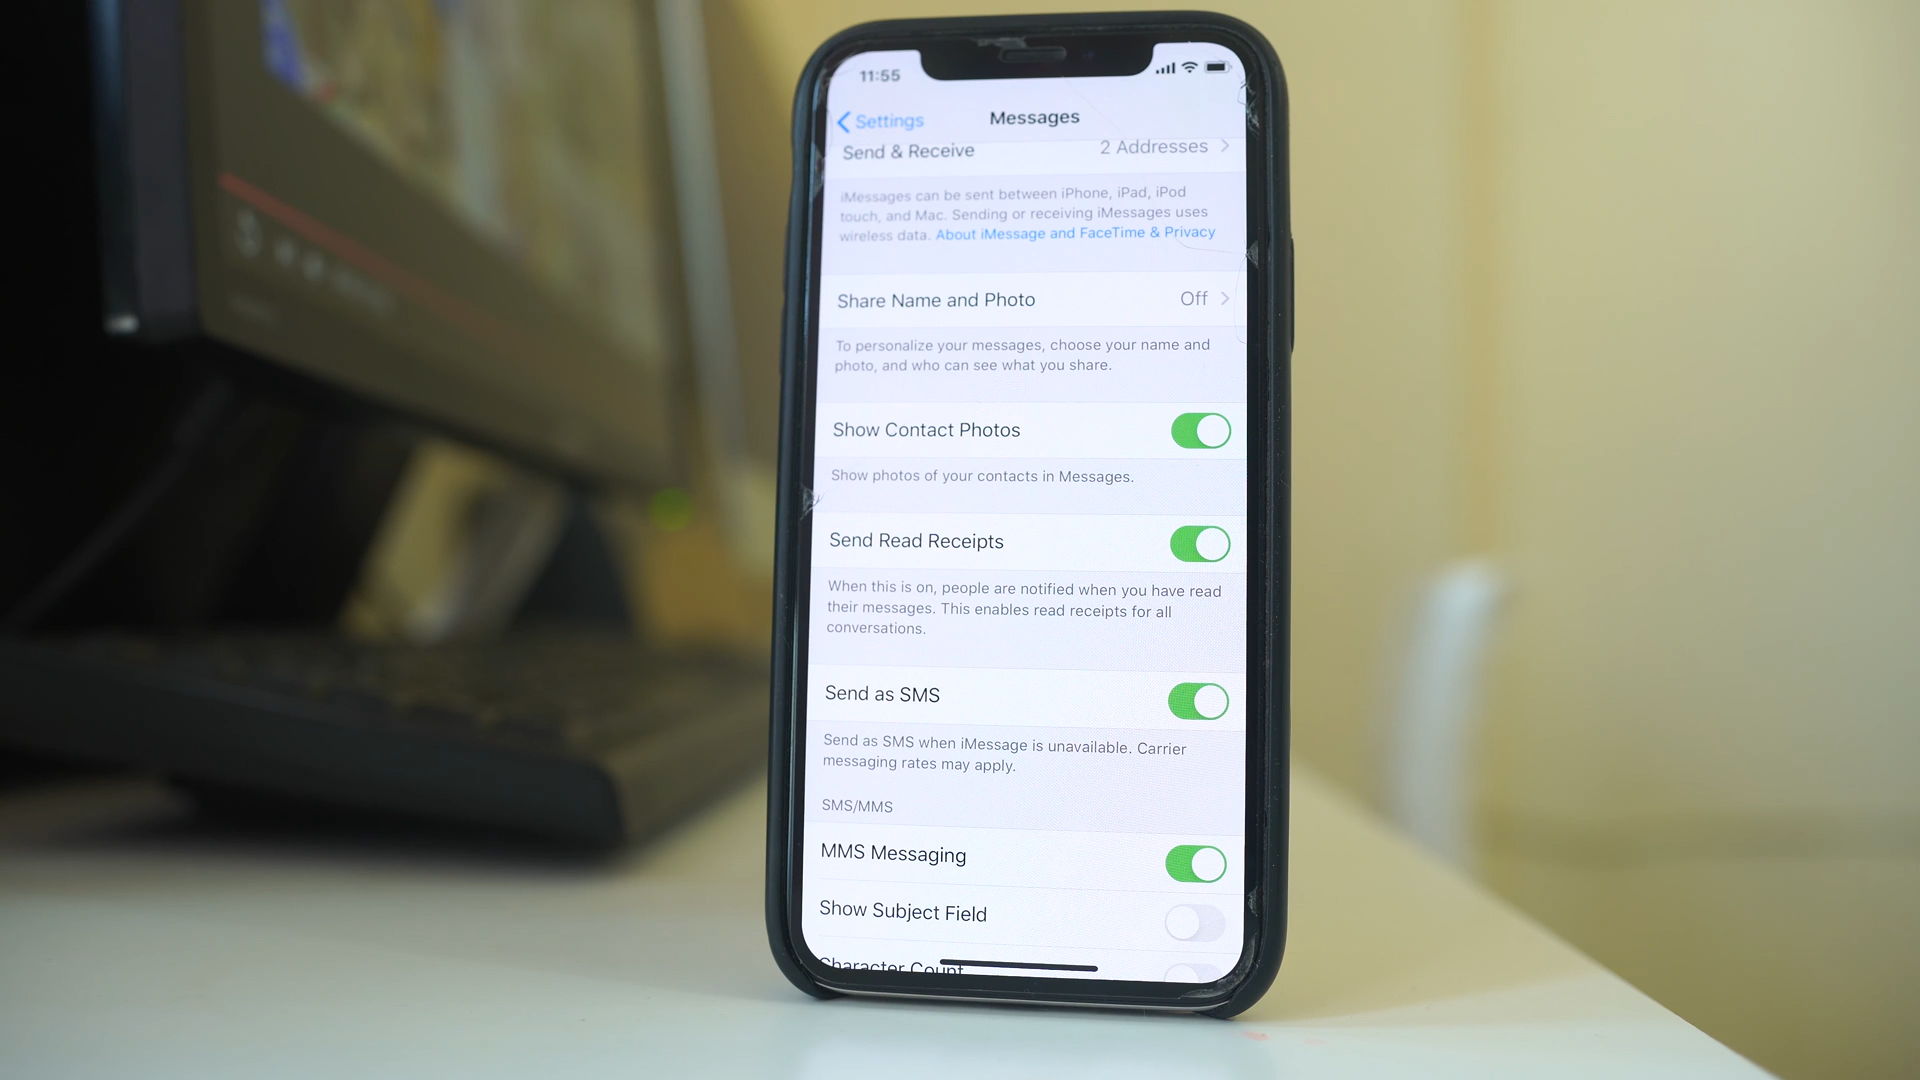 11:55
Settings
Messages
Send & Receive 2 Addresses
iMessages can be sent between iPhone, iPad, iPod
touch, and Mac. Sending or receiving iMessages uses
wireless data. About iMessage and FaceTime & Privacy
Share Name and Photo Off
To personalize your messages, choose your name and
photo, and who can see what you share.
Show Contact Photos
Show photos of your contacts in Messages.
Send Read Receipts
When this is on, people are notified when you have read
their messages. This enables read receipts for all
conversations.
Send as SMS
Send as SMS when iMessage is unavailable. Carrier
messaging rates may apply.
SMS/MMS
MMS Messaging
Show Subject Field
Character Count